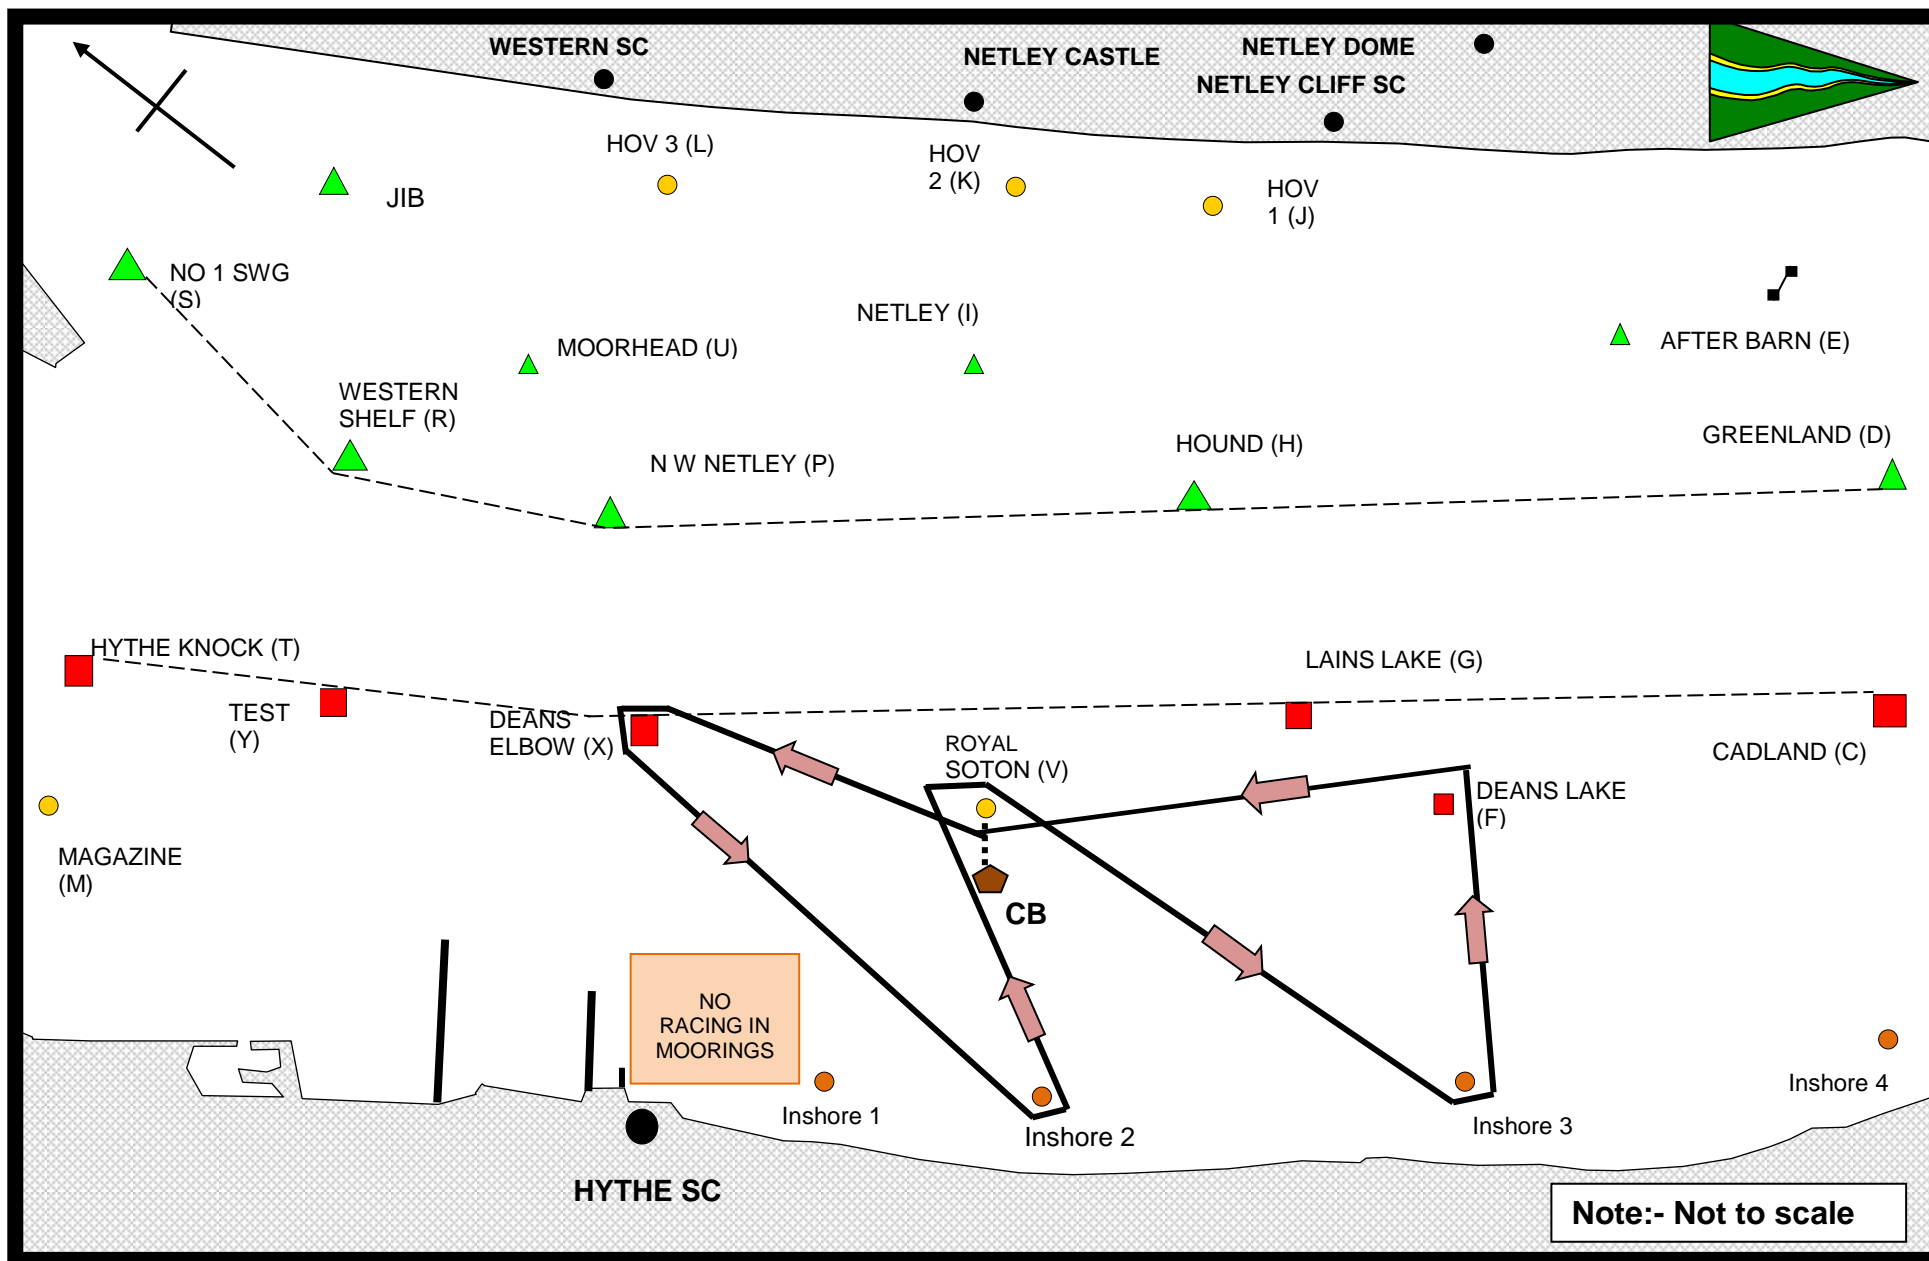 WESTERN SC
NETLEY CASTLE
NETLEY DOME
NETLEY CLIFF SC
HOV 3 (L)
HOV
2 (K)
HOV
1 (J)
JIB
NO 1 SWG
(S)
NETLEY (I)
MOORHEAD (U)
AFTER BARN (E)
WESTERN
SHELF (R)
N W NETLEY (P)
HOUND (H)
GREENLAND (D)
HYTHE KNOCK (T)
TEST
(Y)
DEANS
ELBOW (X)
ROYAL
SOTON (V)
LAINS LAKE (G)
CADLAND (C)
DEANS LAKE
(F)
MAGAZINE
(M)
CB
NO
RACING IN
MOORINGS
Inshore 1
Inshore 2
Inshore 3
Inshore 4
HYTHE SC
Note:- Not to scale